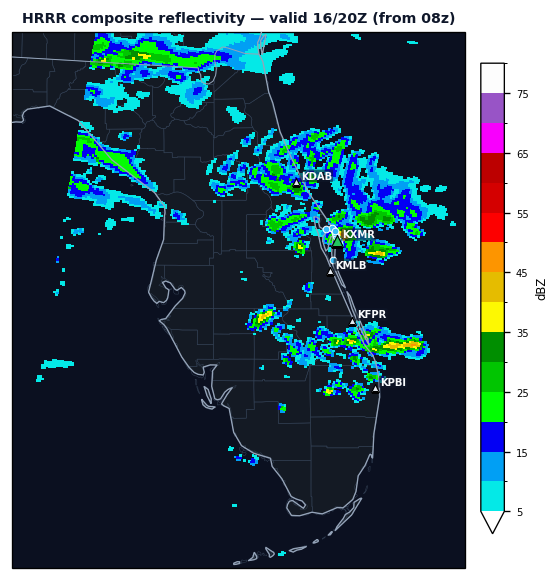 HRRR composite reflectivity — valid 16/20Z (from 08z)
KDAB
KXMR
KMLB
KFPR
KPBI
75
65
55
45
35
25
15
5
dBZ